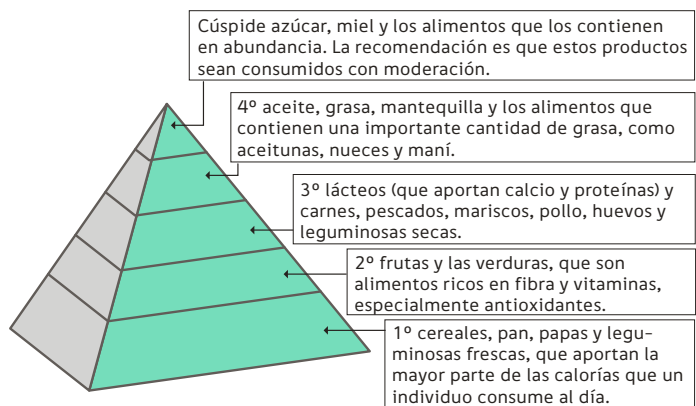 Cúspide azúcar, miel y los alimentos que los contienen
en abundancia. La recomendación es que estos productos
sean consumidos con moderación.
4º aceite, grasa, mantequilla y los alimentos que
contienen una importante cantidad de grasa, como
aceitunas, nueces y maní.
3º lácteos (que aportan calcio y proteínas) y
carnes, pescados, mariscos, pollo, huevos y
leguminosas secas.
2º frutas y las verduras, que son
alimentos ricos en fibra y vitaminas,
especialmente antioxidantes.
1º cereales, pan, papas y legu-
minosas frescas, que aportan la
mayor parte de las calorías que un
individuo consume al día.